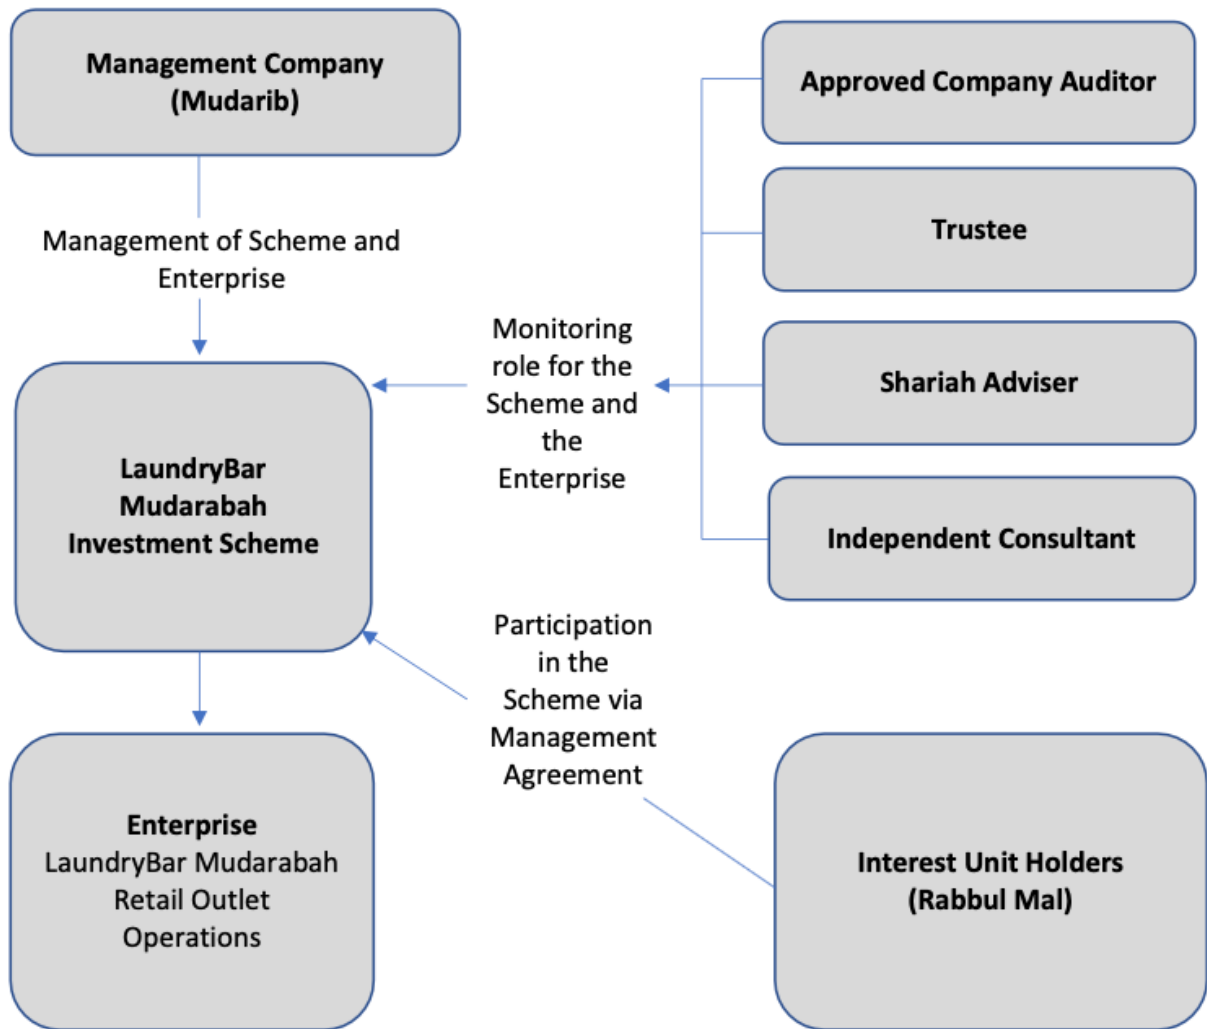 Management Company
(Mudarib)
Approved Company Auditor
Trustee
Management of Scheme and
Enterprise
Monitoring
role for the
Scheme and
the
Enterprise
Shariah Adviser
LaundryBar
Mudarabah
Investment Scheme
Independent Consultant
Participation
in the
Scheme via
Management
Agreement
Enterprise
LaundryBar Mudarabah
Retail Outlet
Operations
Interest Unit Holders
(Rabbul Mal)